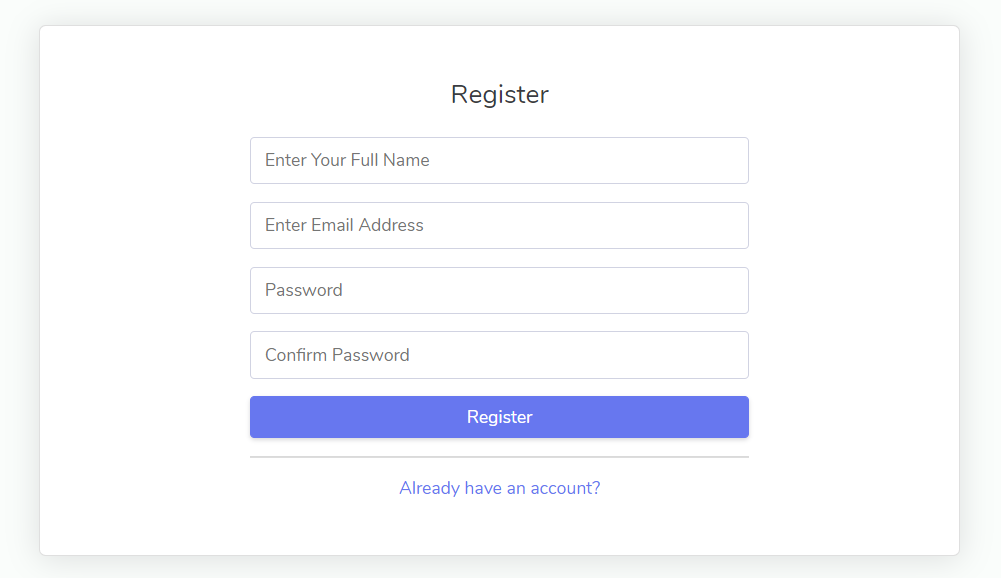 Register
Enter Your Full Name
Enter Email Address
Password
Confirm Password
Register
Already have an account?